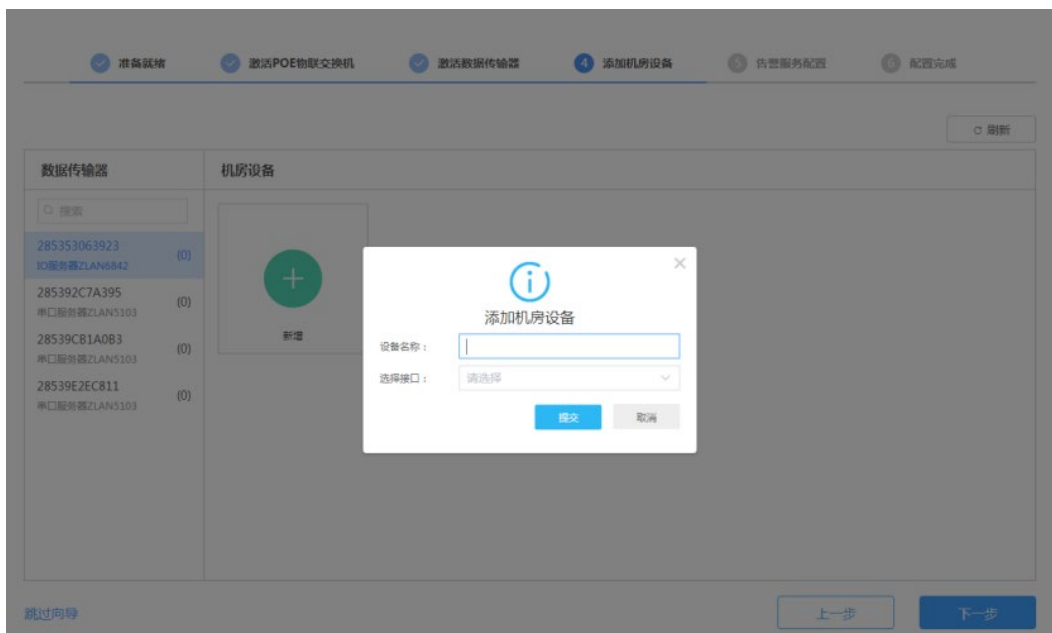 准备就绪
激活POE物联交换机
激活数据传输器
4 添加机房设备
5 告警服务配置
6 配置完成
刷新
数据传输器
机房设备
搜索
285353063923
(0)
IO服务器ZLAN6842
285392C7A395
(0)
串口服务器ZLAN5103
28539CB1A0B3
(0)
串口服务器ZLAN5103
28539E2EC811
(0)
串口服务器ZLAN5103
新增
添加机房设备
设备名称：
选择接口：
请选择
提交
取消
跳过向导
上一步
下一步